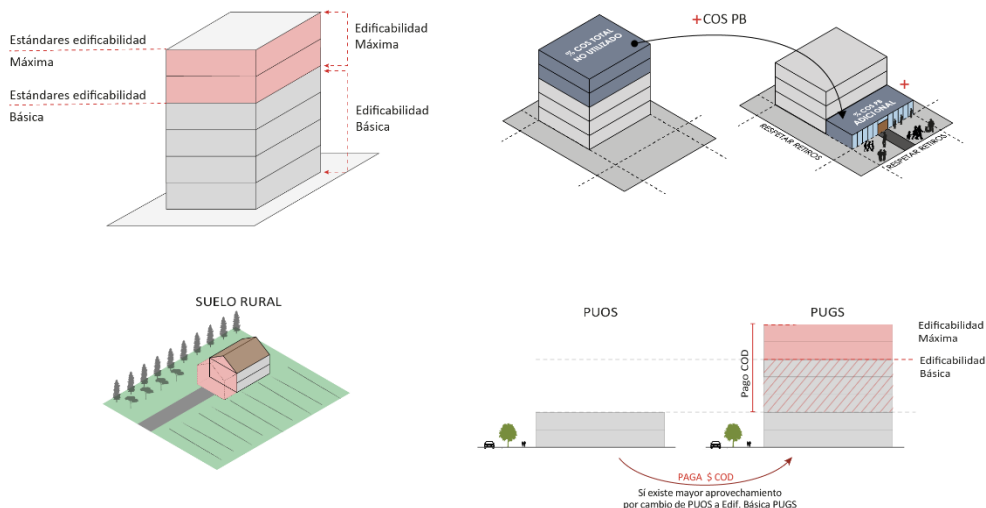 Estándares edificabilidad
Máxima
Estándares edificabilidad
Básica
Edificabilidad
Máxima
Edificabilidad
Básica
+COS PB
% COS TOTAL
NO UTILIZADO
+
% COS PB
ADICIONAL
RESPETAR RETIROS
RESPETAR RETIROS
SUELO RURAL
PUOS
PUGS
Pago COD
Edificabilidad
Máxima
Edificabilidad
Básica
PAGA $ COD
Sí existe mayor aprovechamiento
por cambio de PUOS a Edif. Básica PUGS